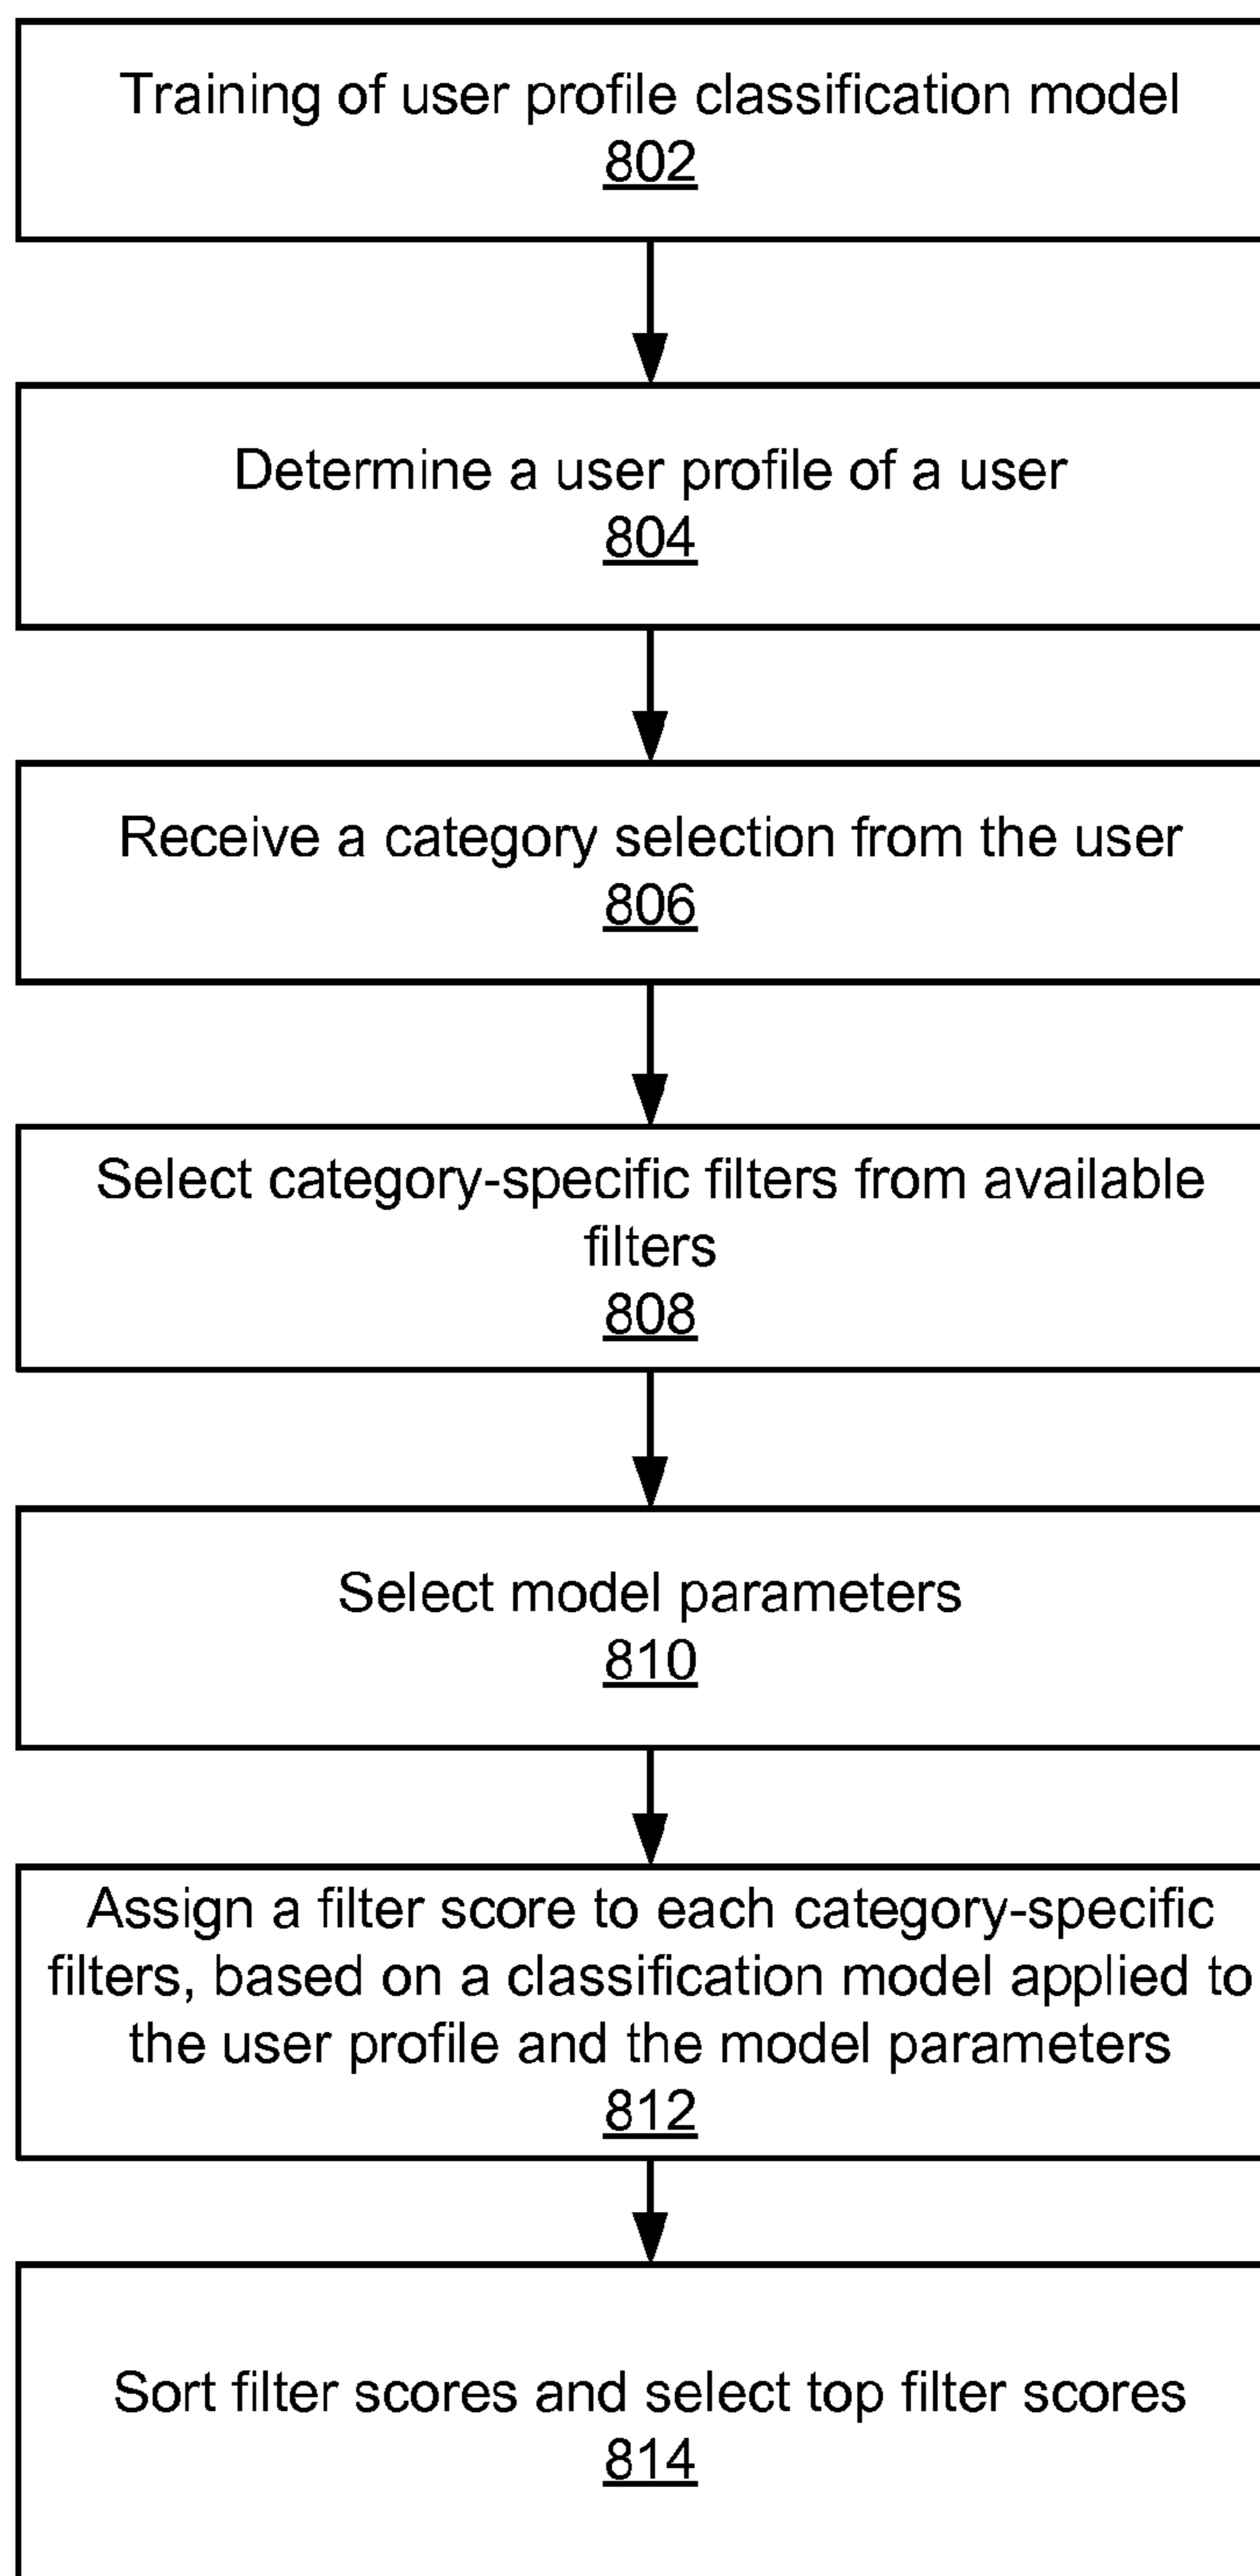 Training of user profile classification model
802
Determine a user profile of a user
804
Receive a category selection from the user
806
Select category-specific filters from available
filters
808
Select model parameters
810
Assign a filter score to each category-specific
filters, based on a classification model applied to
the user profile and the model parameters
812
Sort filter scores and select top filter scores
814